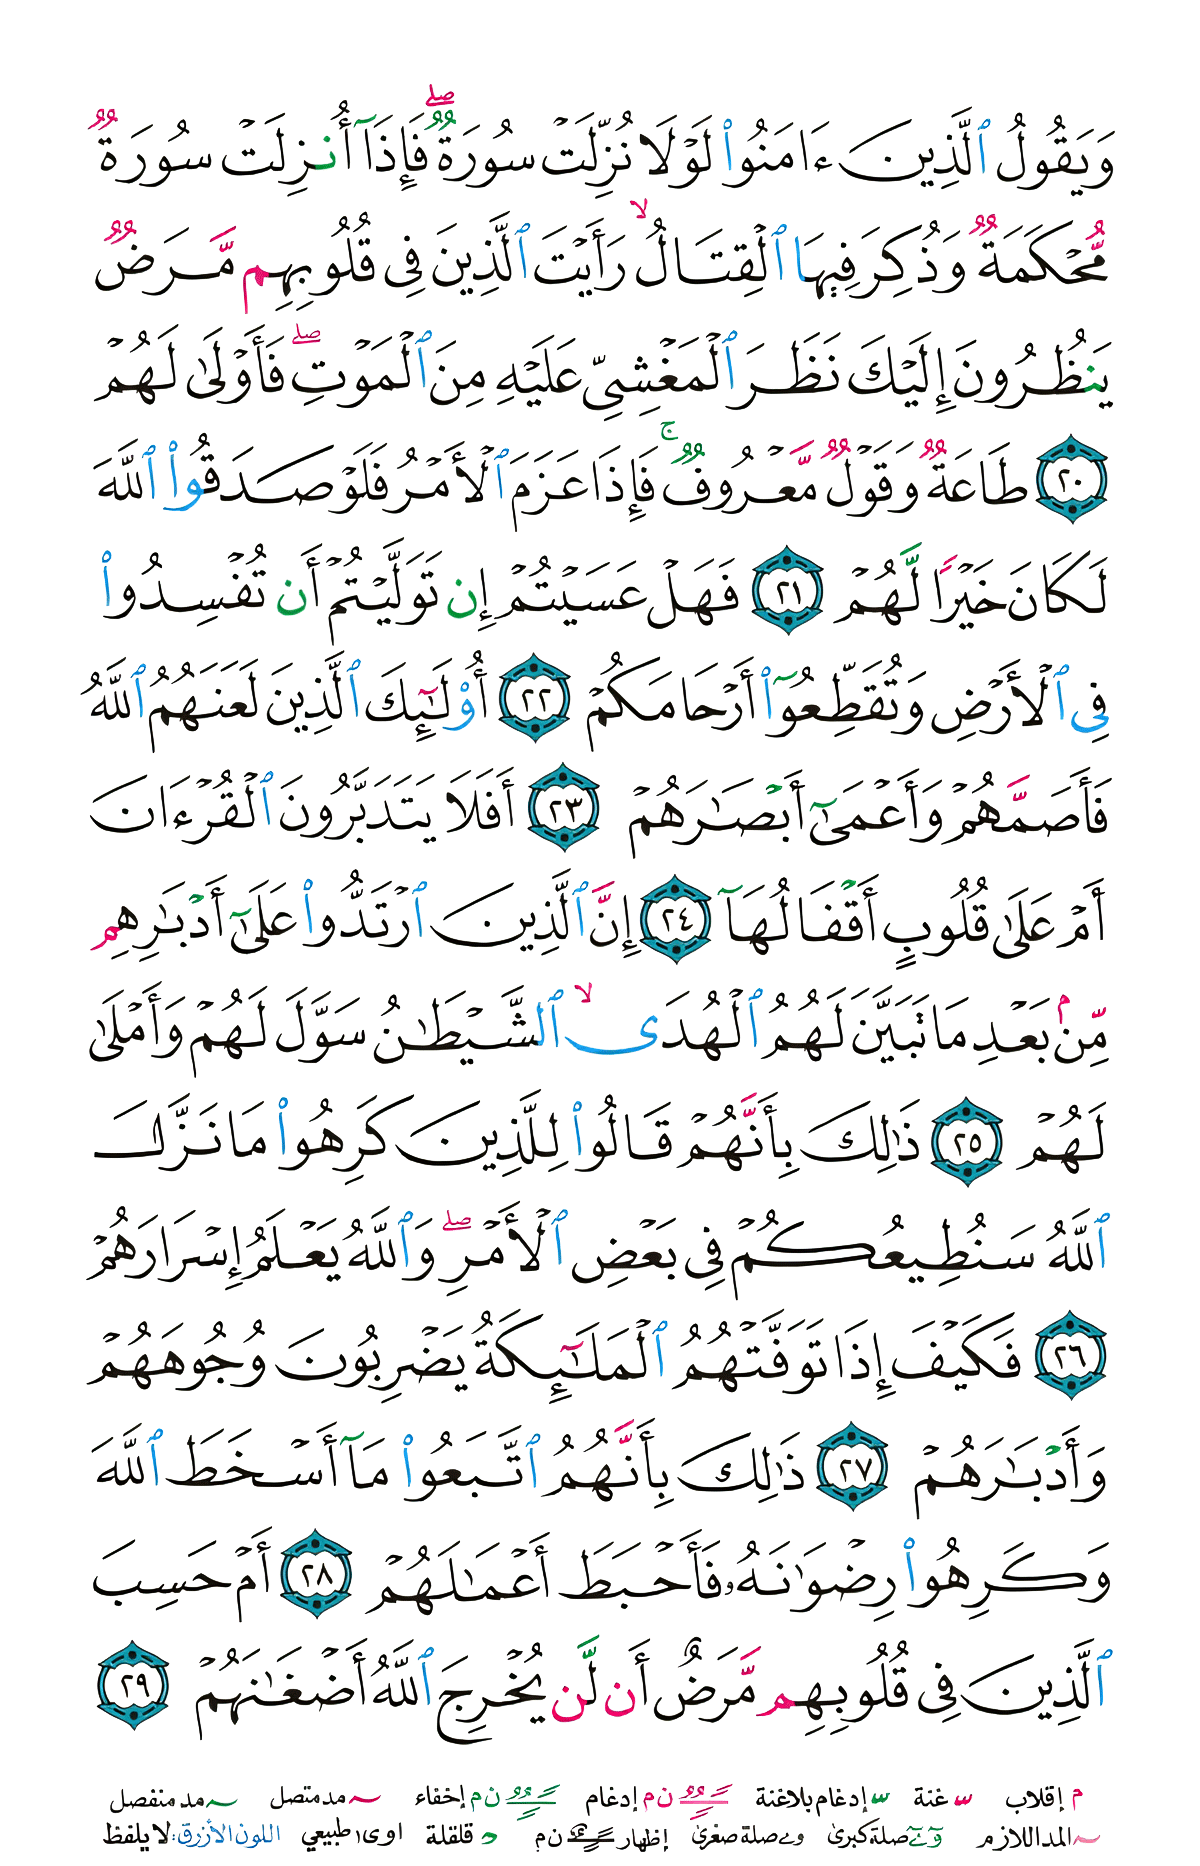 وَيَقُولُ ٱلَّذِينَ ءَامَنُوا۟ لَوْلَا نُزِّلَتْ سُورَةٌ ۖ فَإِذَآ أُنزِلَتْ سُورَةٌ
مُّحْكَمَةٌ وَذُكِرَ فِيهَا ٱلْقِتَالُ ۙ رَأَيْتَ ٱلَّذِينَ فِى قُلُوبِهِم مَّرَضٌ
يَنظُرُونَ إِلَيْكَ نَظَرَ ٱلْمَغْشِىِّ عَلَيْهِ مِنَ ٱلْمَوْتِ ۖ فَأَوْلَىٰ لَهُمْ
٢٠ طَاعَةٌ وَقَوْلٌ مَّعْرُوفٌ ۚ فَإِذَا عَزَمَ ٱلْأَمْرُ فَلَوْ صَدَقُوا۟ ٱللَّهَ
لَكَانَ خَيْرًا لَّهُمْ ٢١ فَهَلْ عَسَيْتُمْ إِن تَوَلَّيْتُمْ أَن تُفْسِدُوا۟
فِى ٱلْأَرْضِ وَتُقَطِّعُوٓا۟ أَرْحَامَكُمْ ٢٢ أُو۟لَـٰٓئِكَ ٱلَّذِينَ لَعَنَهُمُ ٱللَّهُ
فَأَصَمَّهُمْ وَأَعْمَىٰٓ أَبْصَـٰرَهُمْ ٢٣ أَفَلَا يَتَدَبَّرُونَ ٱلْقُرْءَانَ
أَمْ عَلَىٰ قُلُوبٍ أَقْفَالُهَآ ٢٤ إِنَّ ٱلَّذِينَ ٱرْتَدُّوا۟ عَلَىٰٓ أَدْبَـٰرِهِم
مِّنۢ بَعْدِ مَا تَبَيَّنَ لَهُمُ ٱلْهُدَى ۙ ٱلشَّيْطَـٰنُ سَوَّلَ لَهُمْ وَأَمْلَىٰ
لَهُمْ ٢٥ ذَٰلِكَ بِأَنَّهُمْ قَالُوا۟ لِلَّذِينَ كَرِهُوا۟ مَا نَزَّلَ
ٱللَّهُ سَنُطِيعُكُمْ فِى بَعْضِ ٱلْأَمْرِ ۖ وَٱللَّهُ يَعْلَمُ إِسْرَارَهُمْ
٢٦ فَكَيْفَ إِذَا تَوَفَّتْهُمُ ٱلْمَلَـٰٓئِكَةُ يَضْرِبُونَ وُجُوهَهُمْ
وَأَدْبَـٰرَهُمْ ٢٧ ذَٰلِكَ بِأَنَّهُمُ ٱتَّبَعُوا۟ مَآ أَسْخَطَ ٱللَّهَ
وَكَرِهُوا۟ رِضْوَٰنَهُۥ فَأَحْبَطَ أَعْمَـٰلَهُمْ ٢٨ أَمْ حَسِبَ
ٱلَّذِينَ فِى قُلُوبِهِم مَّرَضٌ أَن لَّن يُخْرِجَ ٱللَّهُ أَضْغَـٰنَهُمْ ٢٩
م إقلاب غنة إدغام بلاغنة ن م إدغام ن م إخفاء مد متصل مد منفصل
المد اللازم صلة كبرى وے صلة صغرى إظهار ن م قلقلة اوى طبيعي اللون الأزرق: لا يلفظ